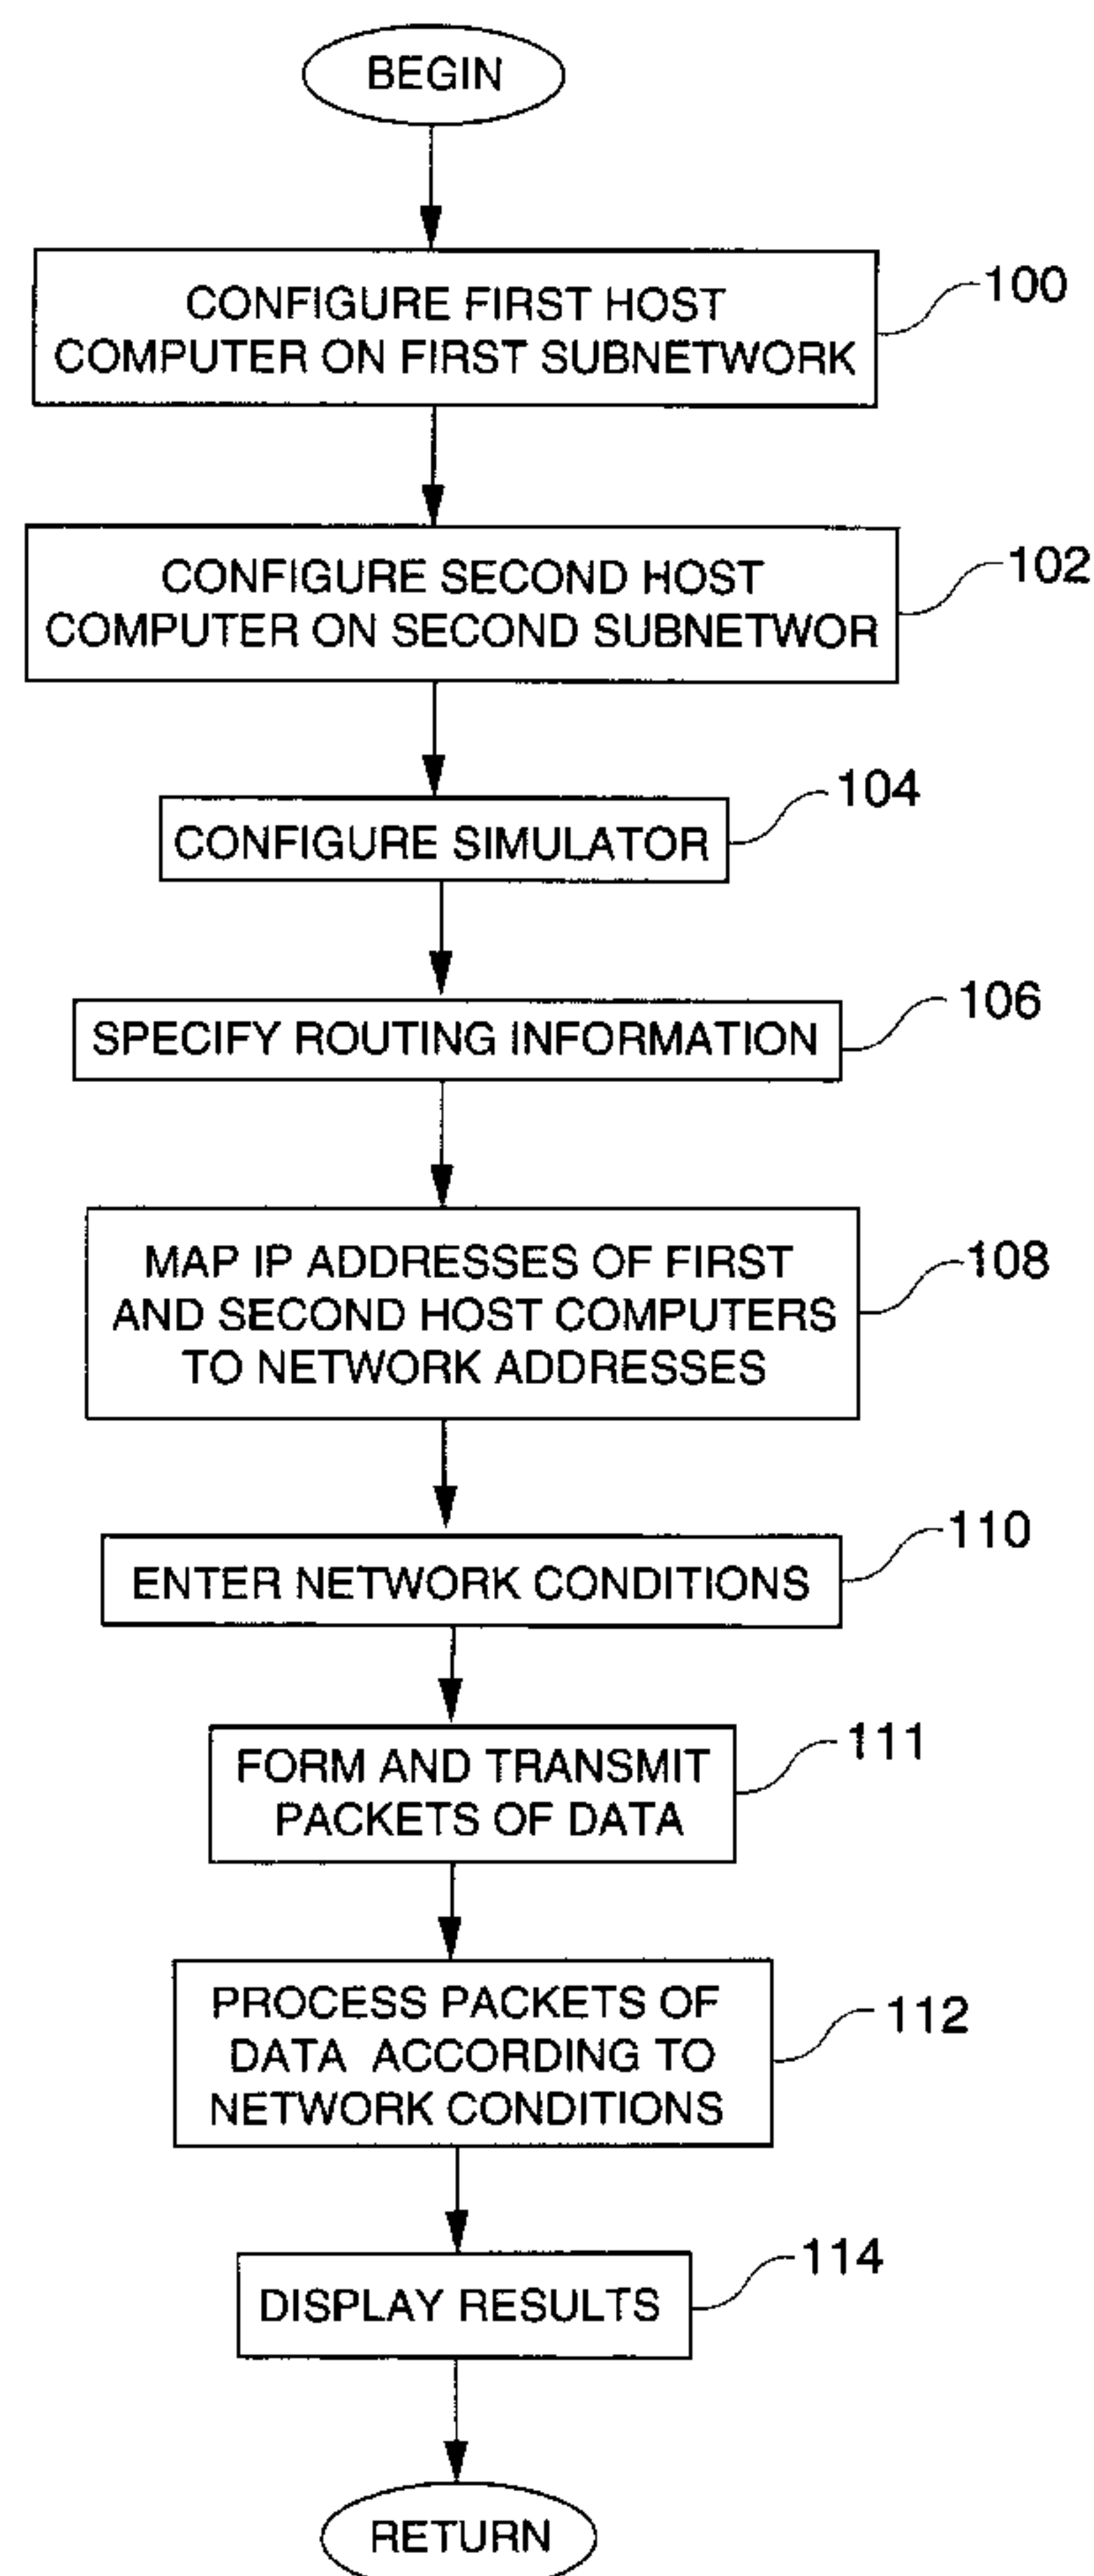 BEGIN
CONFIGURE FIRST HOST
COMPUTER ON FIRST SUBNETWORK
100
CONFIGURE SECOND HOST
COMPUTER ON SECOND SUBNETWOR
102
CONFIGURE SIMULATOR
104
SPECIFY ROUTING INFORMATION
106
MAP IP ADDRESSES OF FIRST
AND SECOND HOST COMPUTERS
TO NETWORK ADDRESSES
108
ENTER NETWORK CONDITIONS
110
FORM AND TRANSMIT
PACKETS OF DATA
111
PROCESS PACKETS OF
DATA ACCORDING TO
NETWORK CONDITIONS
112
DISPLAY RESULTS
114
RETURN